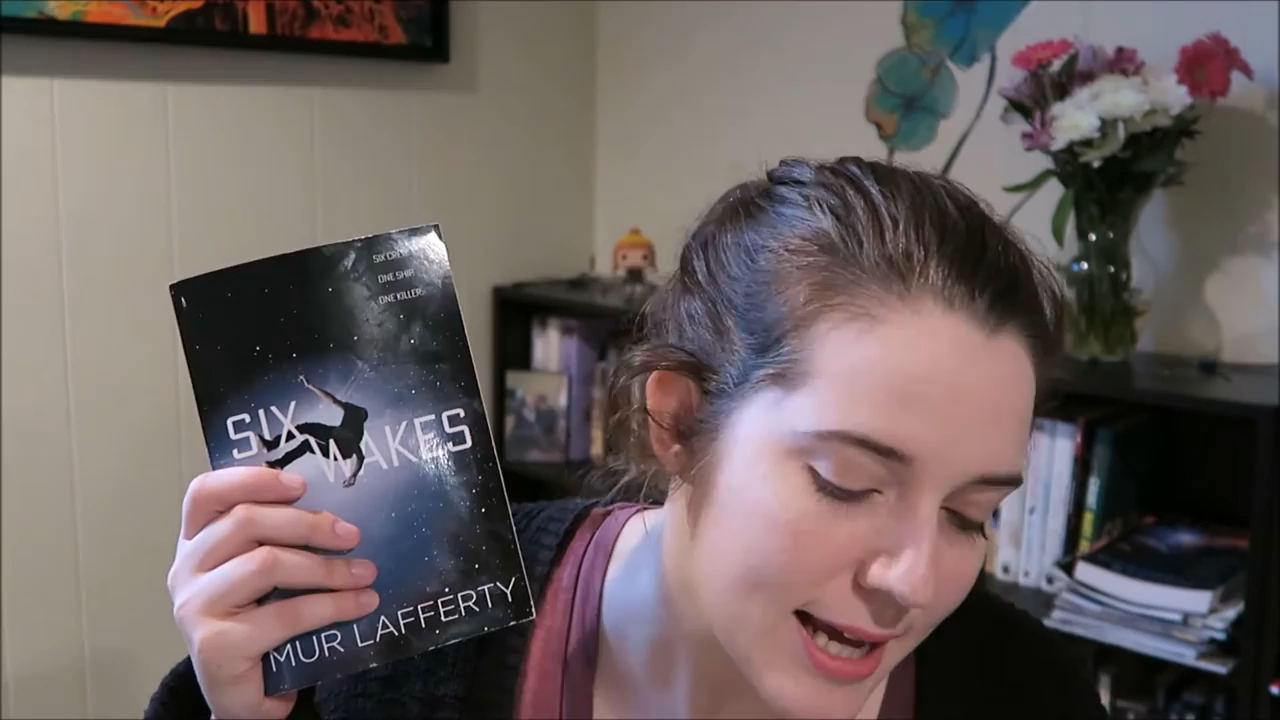 SIX CREW
ONE SHIP
ONE KILLER
SIX
WAKES
MUR LAFFERTY